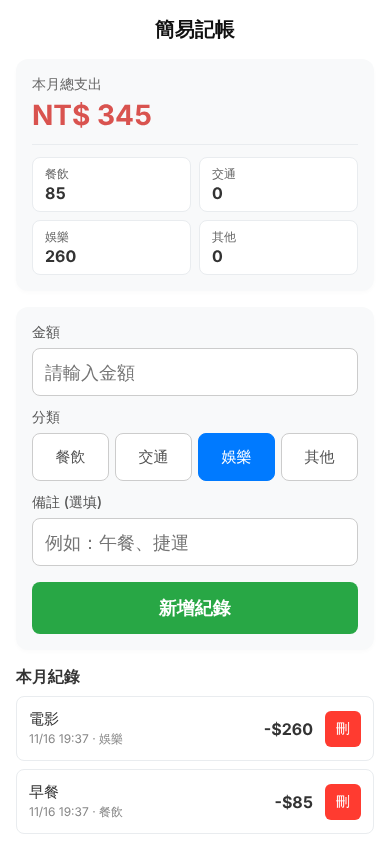 簡易記帳
本月總支出
NT$ 345
餐飲
85
交通
0
娛樂
260
其他
0
金額
請輸入金額
分類
餐飲 交通 娛樂 其他
備註 (選填)
例如：午餐、捷運
新增紀錄
本月紀錄
電影
11/16 19:37 · 娛樂
-$260 刪
早餐
11/16 19:37 · 餐飲
-$85 刪